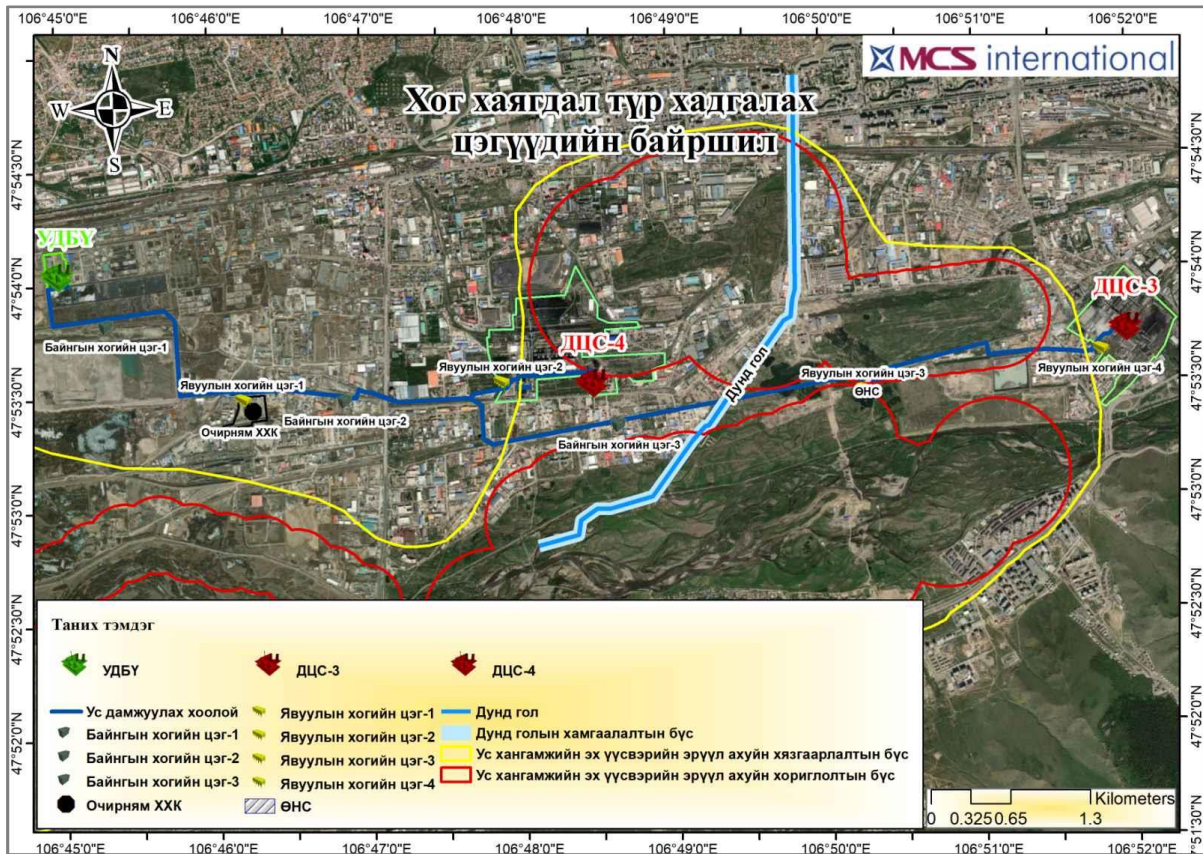 106°45'0"E 106°46'0"E 106°47'0"E 106°48'0"E 106°49'0"E 106°50'0"E 106°51'0"E 106°52'0"E
MCS international
N
W E
S
Хог хаягдал түр хадгалах
цэгүүдийн байршил
47°54'30"N 47°54'30"N
УДБҮ
47°54'0"N 47°54'0"N
ДЦС-3
Байнгын хогийн цэг-1
ДЦС-4
Дунд гол
Явуулын хогийн цэг-1
Явуулын хогийн цэг-2
Явуулын хогийн цэг-3
Явуулын хогийн цэг-4
ӨНС
47°53'30"N 47°53'30"N
Байнгын хогийн цэг-2
Очирням ХХК
Байнгын хогийн цэг-3
47°53'0"N 47°53'0"N
Таних тэмдэг
47°52'30"N 47°52'30"N
УДБҮ ДЦС-3 ДЦС-4
Ус дамжуулах хоолой Явуулын хогийн цэг-1 Дунд гол
Байнгын хогийн цэг-1 Явуулын хогийн цэг-2 Дунд голын хамгаалалтын бүс
Байнгын хогийн цэг-2 Явуулын хогийн цэг-3 Ус хангамжийн эх үүсвэрийн эрүүл ахуйн хязгаарлалтын бүс
Байнгын хогийн цэг-3 Явуулын хогийн цэг-4 Ус хангамжийн эх үүсвэрийн эрүүл ахуйн хориглолтын бүс
Очирням ХХК ӨНС
47°52'0"N 47°52'0"N
Kilometers
0 0.325 0.65 1.3
47°51'30"N
106°45'0"E 106°46'0"E 106°47'0"E 106°48'0"E 106°49'0"E 106°50'0"E 106°51'0"E 106°52'0"E